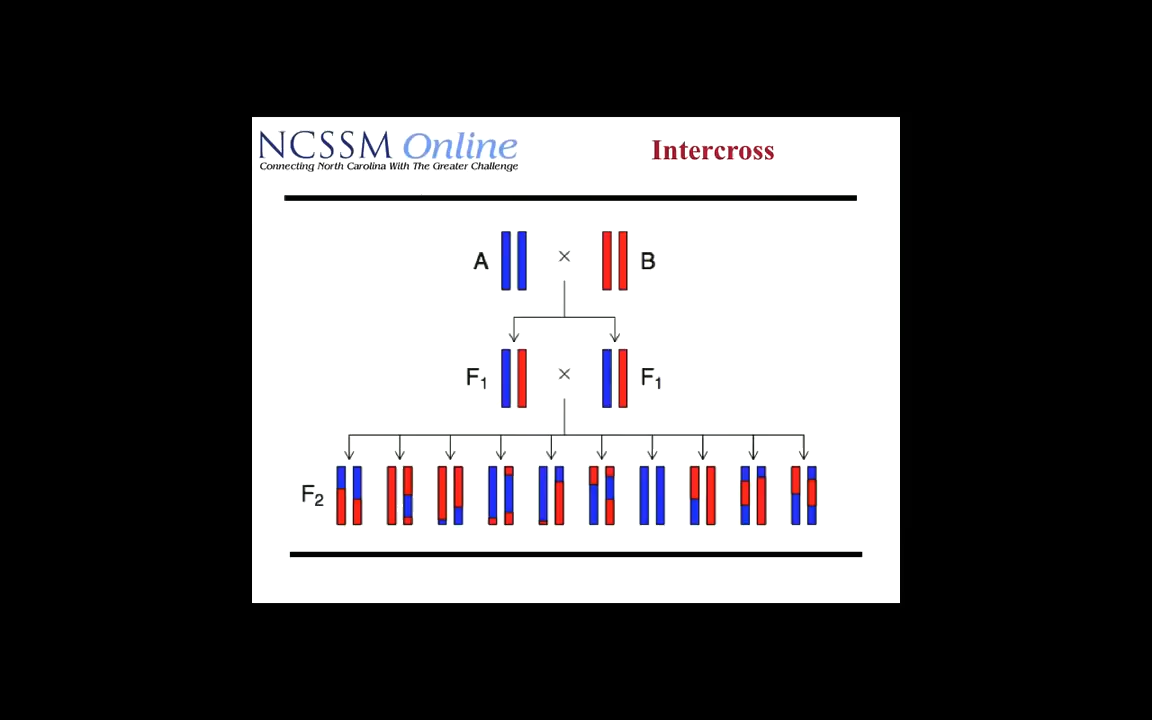 NCSSM Online
Connecting North Carolina With The Greater Challenge
Intercross
A × B
F₁ × F₁
F₂